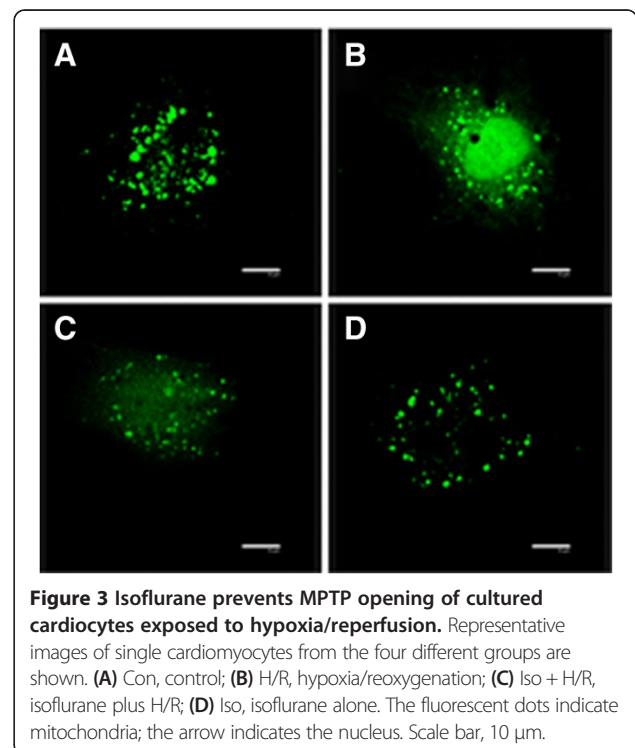 A
B
C
D
Figure 3 Isoflurane prevents MPTP opening of cultured
cardiocytes exposed to hypoxia/reperfusion. Representative
images of single cardiomyocytes from the four different groups are
shown. (A) Con, control; (B) H/R, hypoxia/reoxygenation; (C) Iso + H/R,
isoflurane plus H/R; (D) Iso, isoflurane alone. The fluorescent dots indicate
mitochondria; the arrow indicates the nucleus. Scale bar, 10 μm.